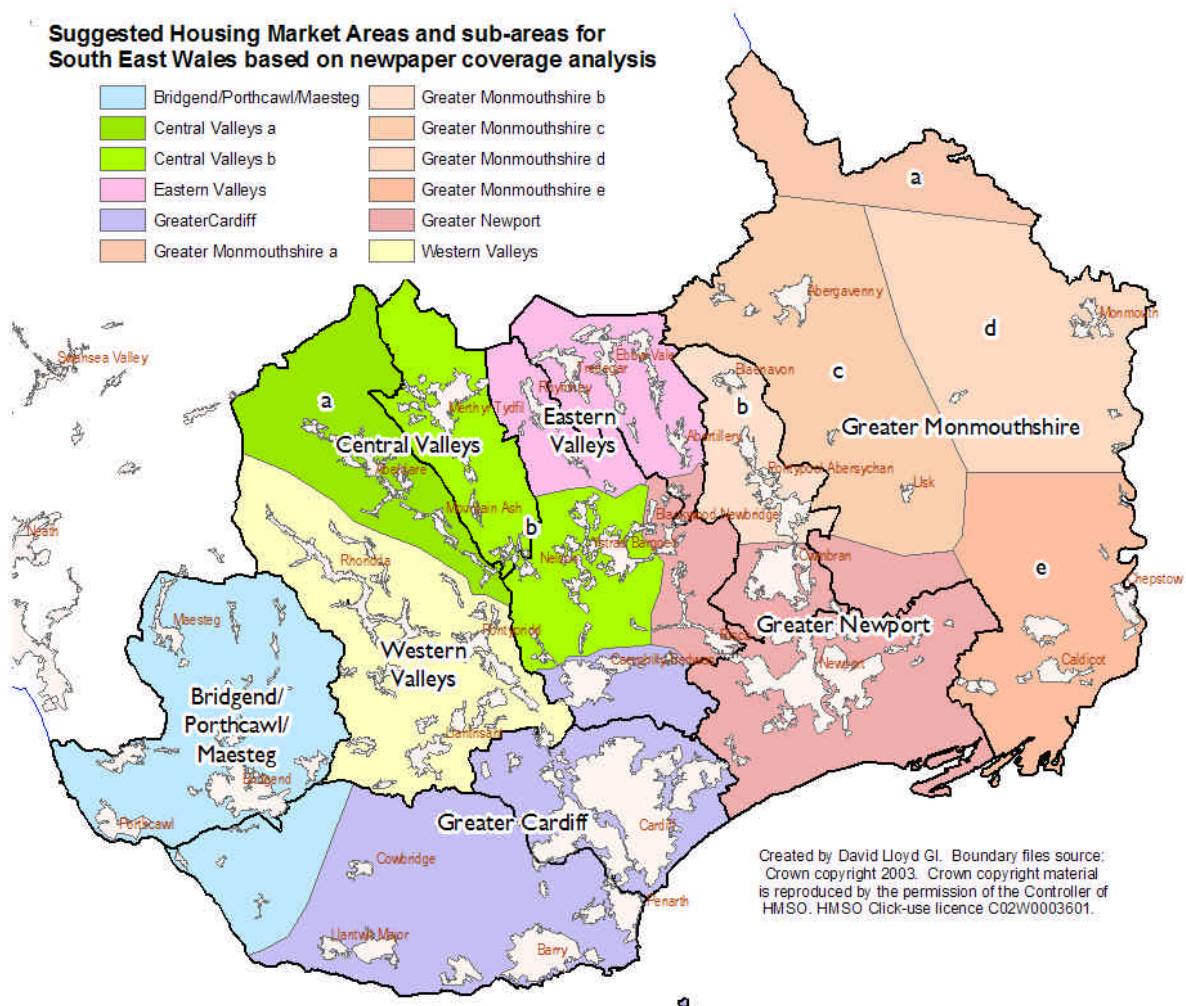 Suggested Housing Market Areas and sub-areas for
South East Wales based on newpaper coverage analysis
Bridgend/Porthcawl/Maesteg
Central Valleys a
Central Valleys b
Eastern Valleys
GreaterCardiff
Greater Monmouthshire a
Greater Monmouthshire b
Greater Monmouthshire c
Greater Monmouthshire d
Greater Monmouthshire e
Greater Newport
Western Valleys
a
Abergavenny
Monmouth
d
Swansea Valley
Ebbw Vale
Tredegar
Rhymney
Blaenavon
c
b
a
Merthyr Tydfil
Eastern
Valleys
Greater Monmouthshire
Central Valleys
Abertillery
Aberdare
Pontypool Abersychan
Usk
Mountain Ash
Blackwood Newbridge
b
Neath
Nelson
Ystrad Bargoed
Cwmbran
Rhondda
e
Chepstow
Maesteg
Pontypridd
Greater Newport
Risca
Western
Valleys
Caerphilly Bedwas
Newport
Caldicot
Bridgend/
Porthcawl/
Maesteg
Llantrisant
Bridgend
Porthcawl
Greater Cardiff
Cardiff
Cowbridge
Penarth
Llantwit Major
Barry
Created by David Lloyd GI. Boundary files source:
Crown copyright 2003. Crown copyright material
is reproduced by the permission of the Controller of
HMSO. HMSO Click-use licence C02W0003601.